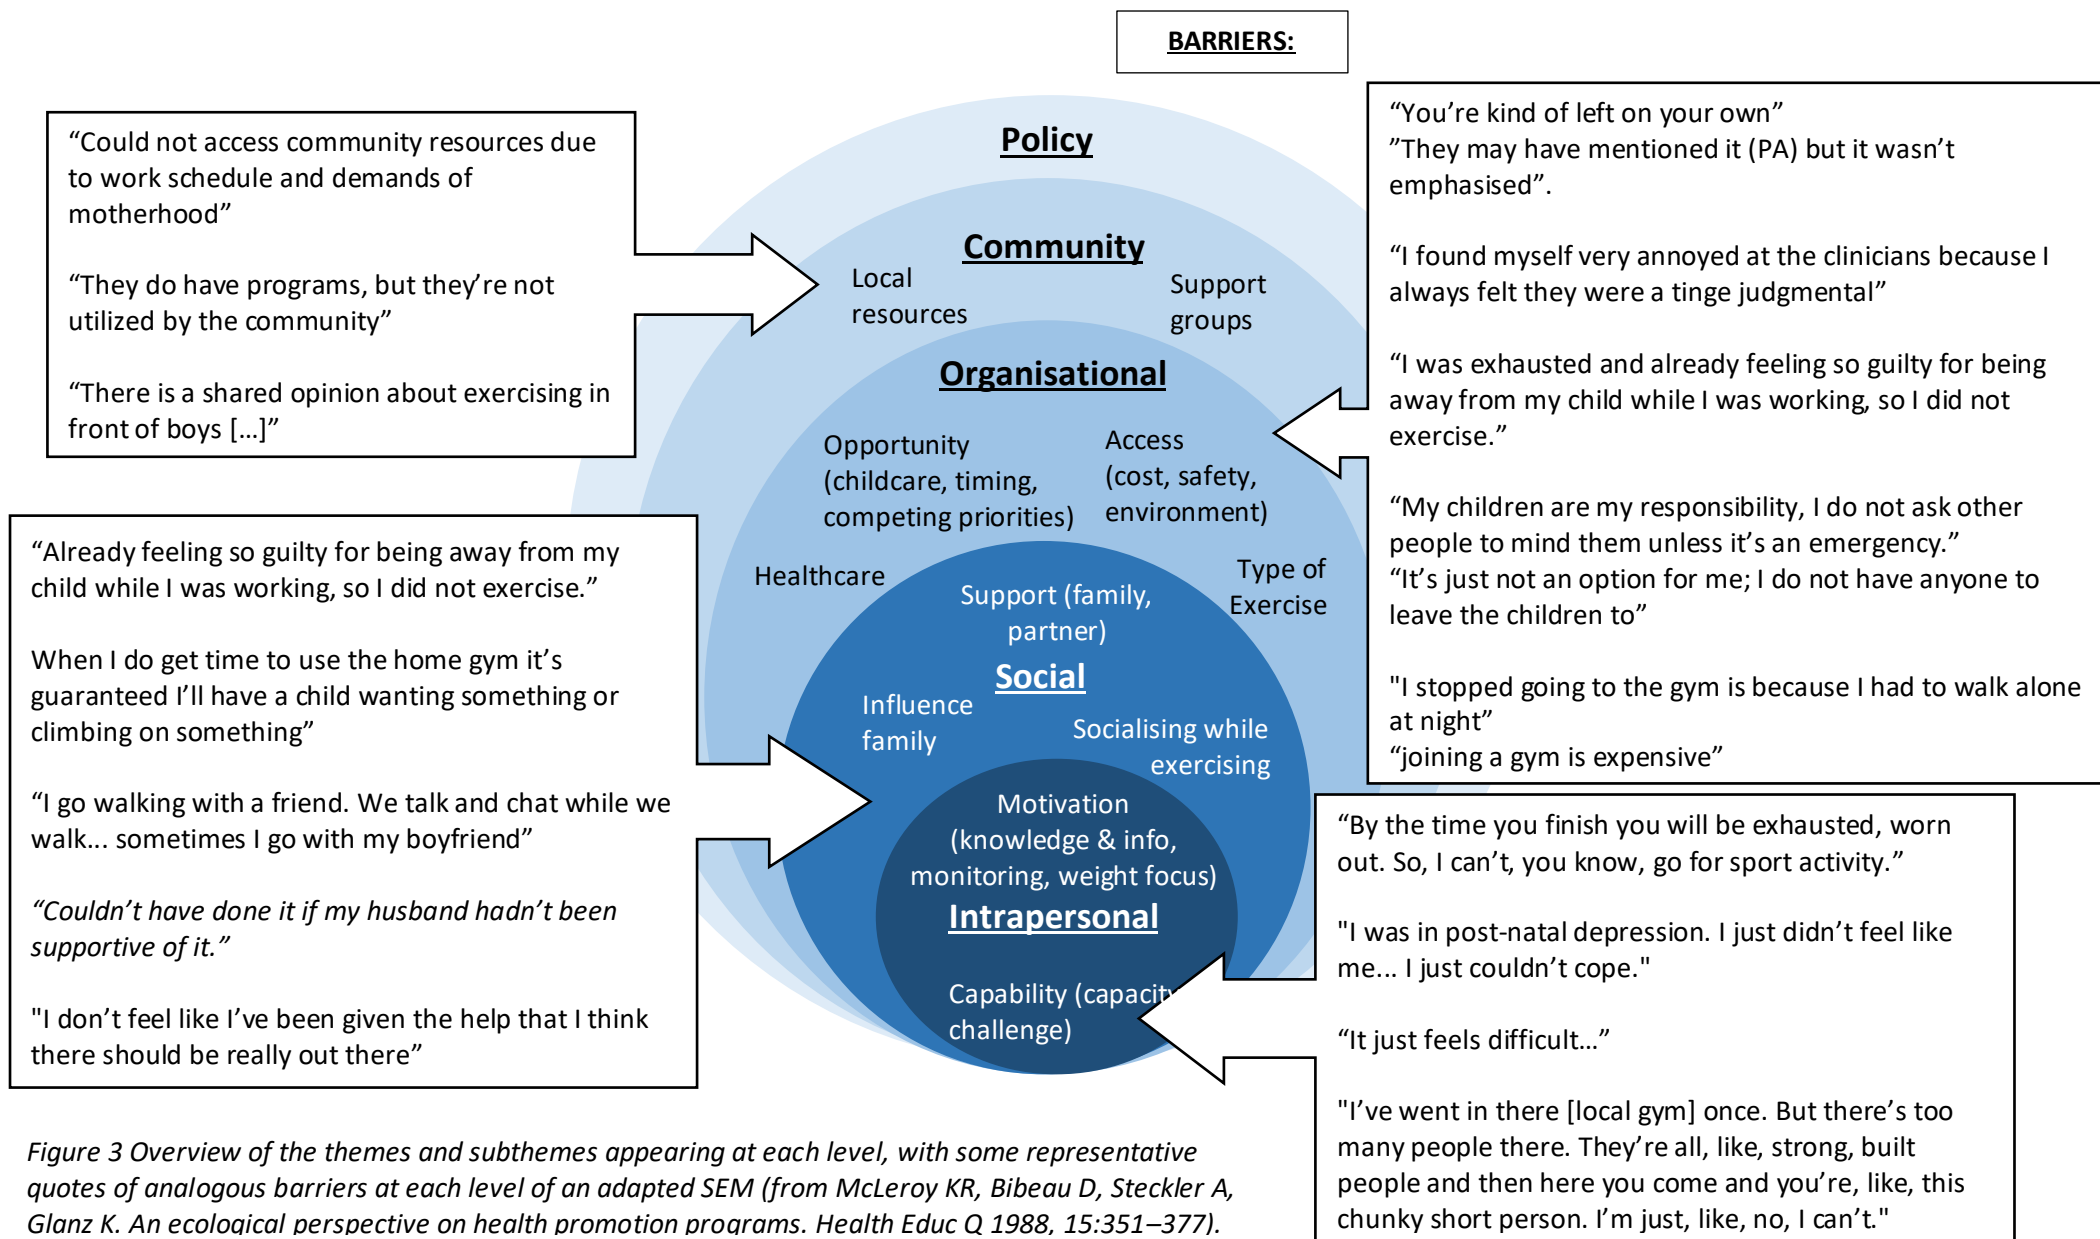 BARRIERS:
“Could not access community resources due
to work schedule and demands of
motherhood”
“They do have programs, but they’re not
utilized by the community”
“There is a shared opinion about exercising in
front of boys [...]”
“Already feeling so guilty for being away from my
child while I was working, so I did not exercise.”
When I do get time to use the home gym it’s
guaranteed I’ll have a child wanting something or
climbing on something”
“I go walking with a friend. We talk and chat while we
walk... sometimes I go with my boyfriend”
“Couldn’t have done it if my husband hadn’t been
supportive of it.”
"I don’t feel like I’ve been given the help that I think
there should be really out there”
Policy
Community
Local
resources
Support
groups
Organisational
Opportunity
(childcare, timing,
competing priorities)
Access
(cost, safety,
environment)
Healthcare
Type of
Exercise
Support (family,
partner)
Social
Influence
family
Socialising while
exercising
Motivation
(knowledge & info,
monitoring, weight focus)
Intrapersonal
Capability (capacity
challenge)
“You’re kind of left on your own”
”They may have mentioned it (PA) but it wasn’t
emphasised”.
“I found myself very annoyed at the clinicians because I
always felt they were a tinge judgmental”
“I was exhausted and already feeling so guilty for being
away from my child while I was working, so I did not
exercise.”
“My children are my responsibility, I do not ask other
people to mind them unless it’s an emergency.”
“It’s just not an option for me; I do not have anyone to
leave the children to”
"I stopped going to the gym is because I had to walk alone
at night”
“joining a gym is expensive”
“By the time you finish you will be exhausted, worn
out. So, I can’t, you know, go for sport activity.”
"I was in post-natal depression. I just didn’t feel like
me... I just couldn’t cope."
“It just feels difficult...”
"I’ve went in there [local gym] once. But there’s too
many people there. They’re all, like, strong, built
people and then here you come and you’re, like, this
chunky short person. I’m just, like, no, I can’t."
Figure 3 Overview of the themes and subthemes appearing at each level, with some representative
quotes of analogous barriers at each level of an adapted SEM (from McLeroy KR, Bibeau D, Steckler A,
Glanz K. An ecological perspective on health promotion programs. Health Educ Q 1988, 15:351–377).